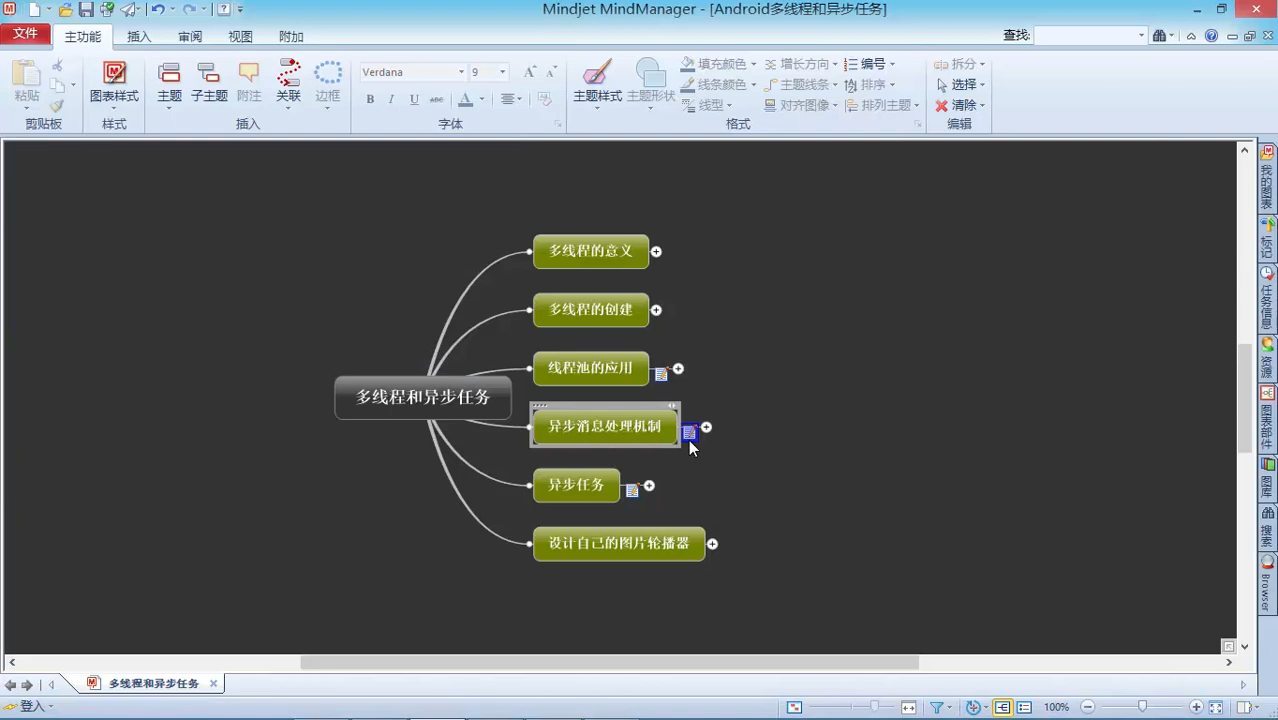 Mindjet MindManager - [Android多线程和异步任务]
文件 主功能 插入 审阅 视图 附加 查找:
粘贴 图表样式 主题 子主题 附注 关联 边框 Verdana 9 主题样式 主题形状 填充颜色 增长方向 编号 拆分
B I U abc A 线条颜色 主题线条 排序 选择
线型 对齐图像 排列主题 清除
剪贴板 样式 插入 字体 格式 编辑
多线程的意义
多线程的创建
线程池的应用
多线程和异步任务
异步消息处理机制
异步任务
设计自己的图片轮播器
我的图表
标记
任务信息
资源
图表部件
图库
搜索
Browser
多线程和异步任务
登入 100%